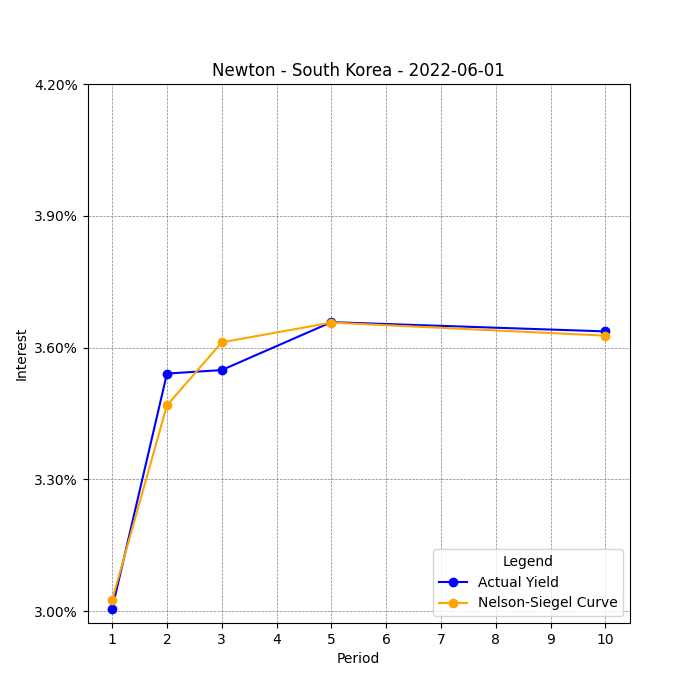 Newton - South Korea - 2022-06-01
4.20%
3.90%
3.60%
3.30%
3.00%
Interest
1 2 3 4 5 6 7 8 9 10
Period
Legend
Actual Yield
Nelson-Siegel Curve